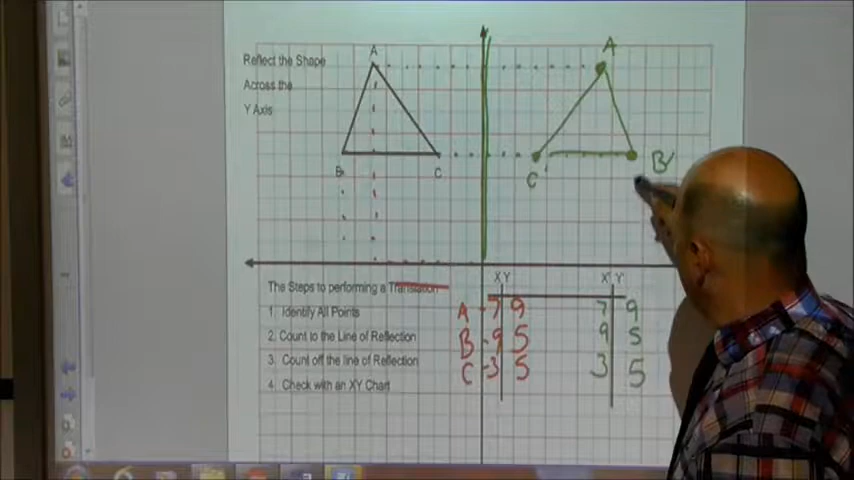 Reflect the Shape
Across the
Y Axis
A
B
C
A
B'
C'
The Steps to performing a Translation
1. Identify All Points
2. Count to the Line of Reflection
3. Count off the line of Reflection
4. Check with an XY Chart
X Y
A -7 9
B -9 5
C -3 5
X' Y'
7 9
9 5
3 5